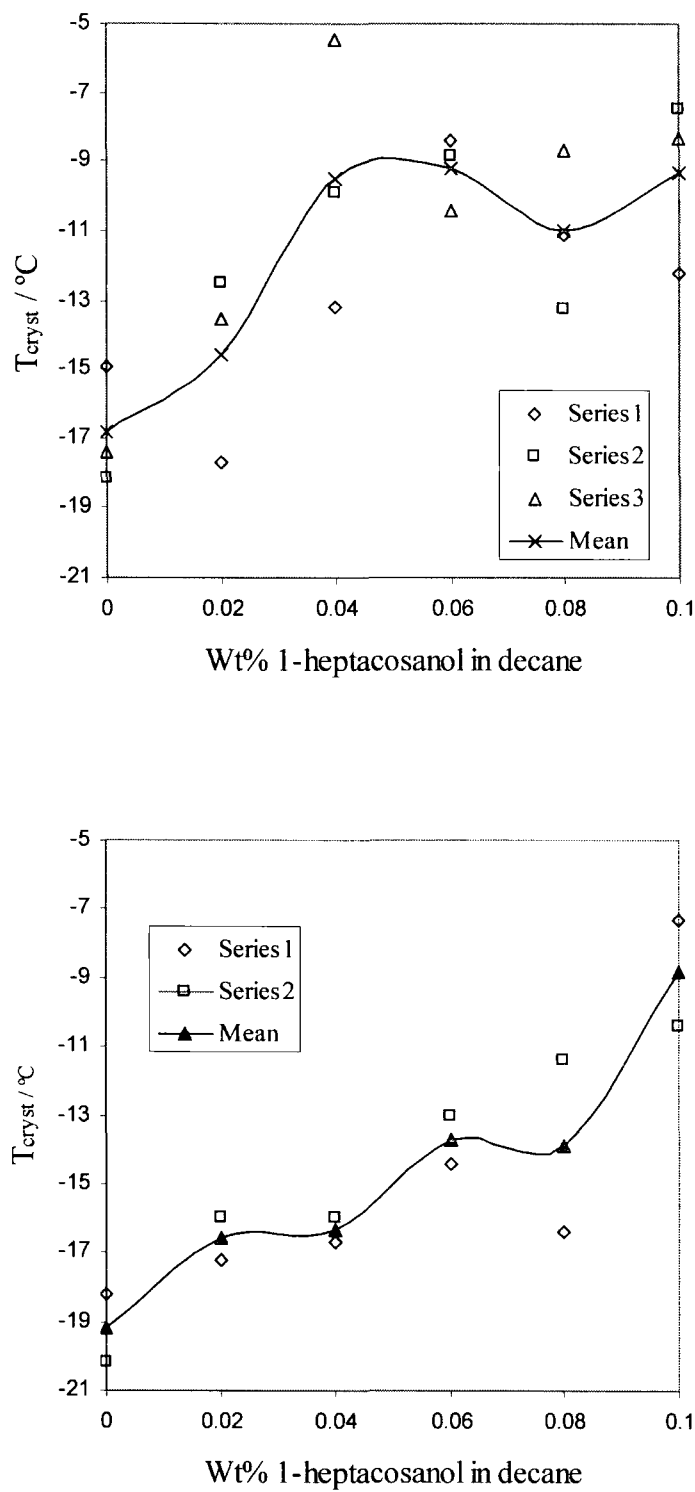 -5
-7
-9
-11
-13
-15
-17
-19
-21
T_cryst / °C
Series1
Series2
Series3
Mean
0 0.02 0.04 0.06 0.08 0.1
Wt% 1-heptacosanol in decane
-5
-7
-9
-11
-13
-15
-17
-19
-21
T_cryst / °C
Series1
Series2
Mean
0 0.02 0.04 0.06 0.08 0.1
Wt% 1-heptacosanol in decane